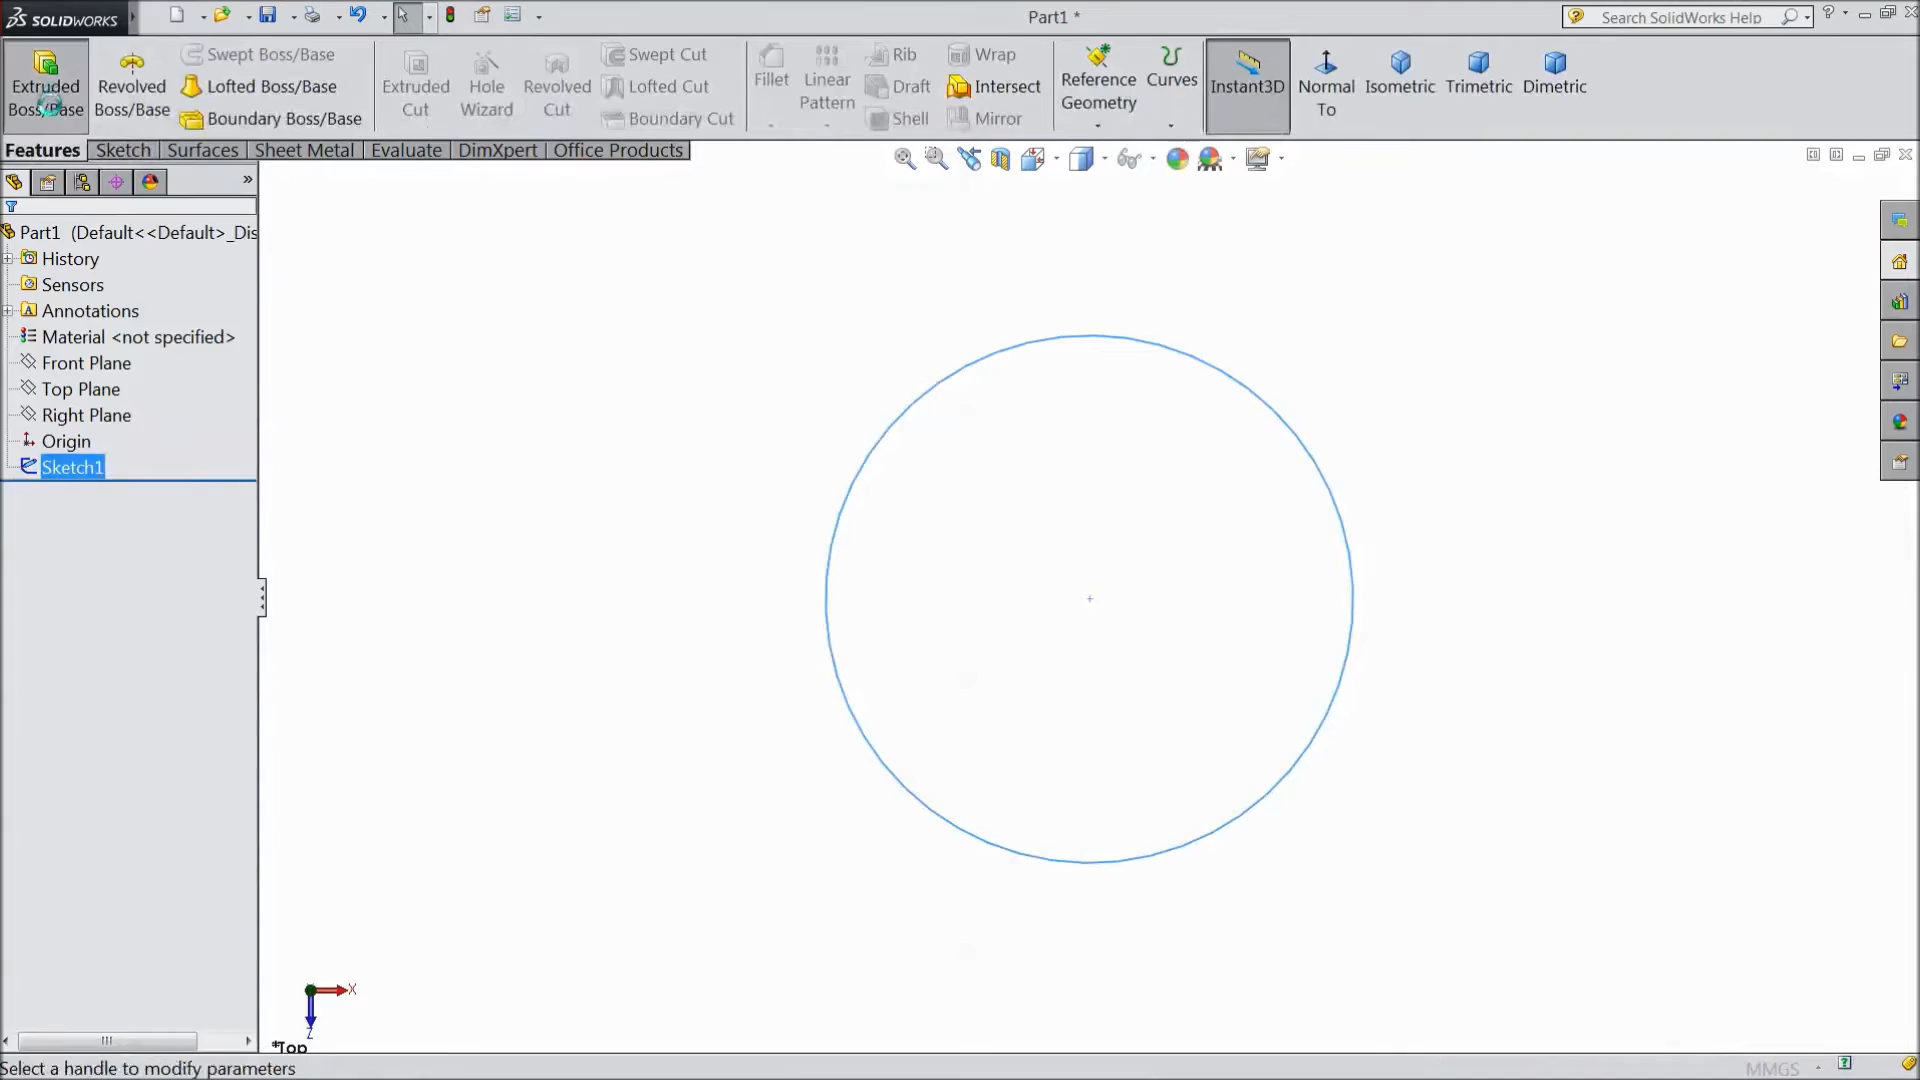 SOLIDWORKS
Part1 *
Search SolidWorks Help
Extruded Boss/Base
Revolved Boss/Base
Swept Boss/Base
Lofted Boss/Base
Boundary Boss/Base
Extruded Cut
Hole Wizard
Revolved Cut
Swept Cut
Lofted Cut
Boundary Cut
Fillet
Linear Pattern
Rib
Draft
Shell
Wrap
Intersect
Mirror
Reference Geometry
Curves
Instant3D
Normal To
Isometric
Trimetric
Dimetric
Features Sketch Surfaces Sheet Metal Evaluate DimXpert Office Products
Part1 (Default<<Default>_Dis
History
Sensors
Annotations
Material <not specified>
Front Plane
Top Plane
Right Plane
Origin
Sketch1
X
Z
*Top
Select a handle to modify parameters
MMGS